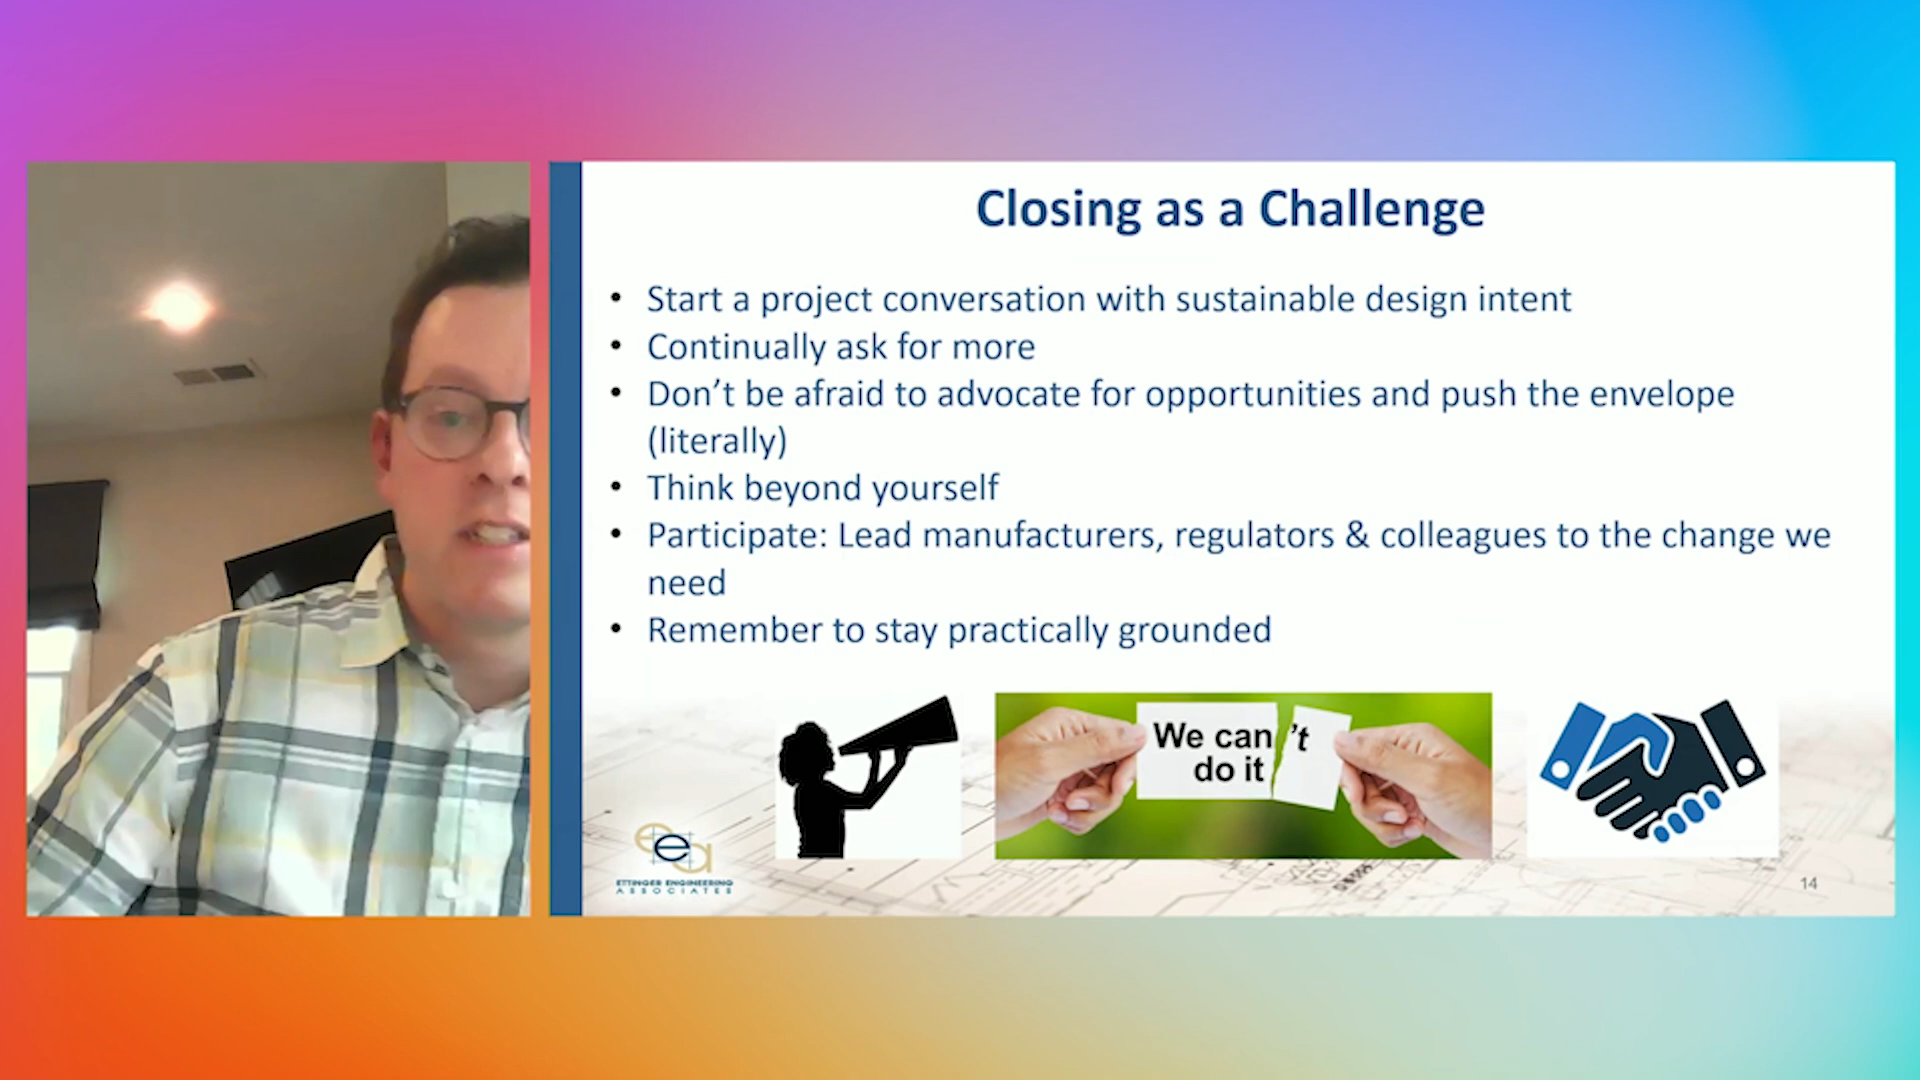 Closing as a Challenge
• Start a project conversation with sustainable design intent
• Continually ask for more
• Don’t be afraid to advocate for opportunities and push the envelope
(literally)
• Think beyond yourself
• Participate: Lead manufacturers, regulators & colleagues to the change we
need
• Remember to stay practically grounded
We can't
do it
eea
ETTINGER ENGINEERING
ASSOCIATES
14